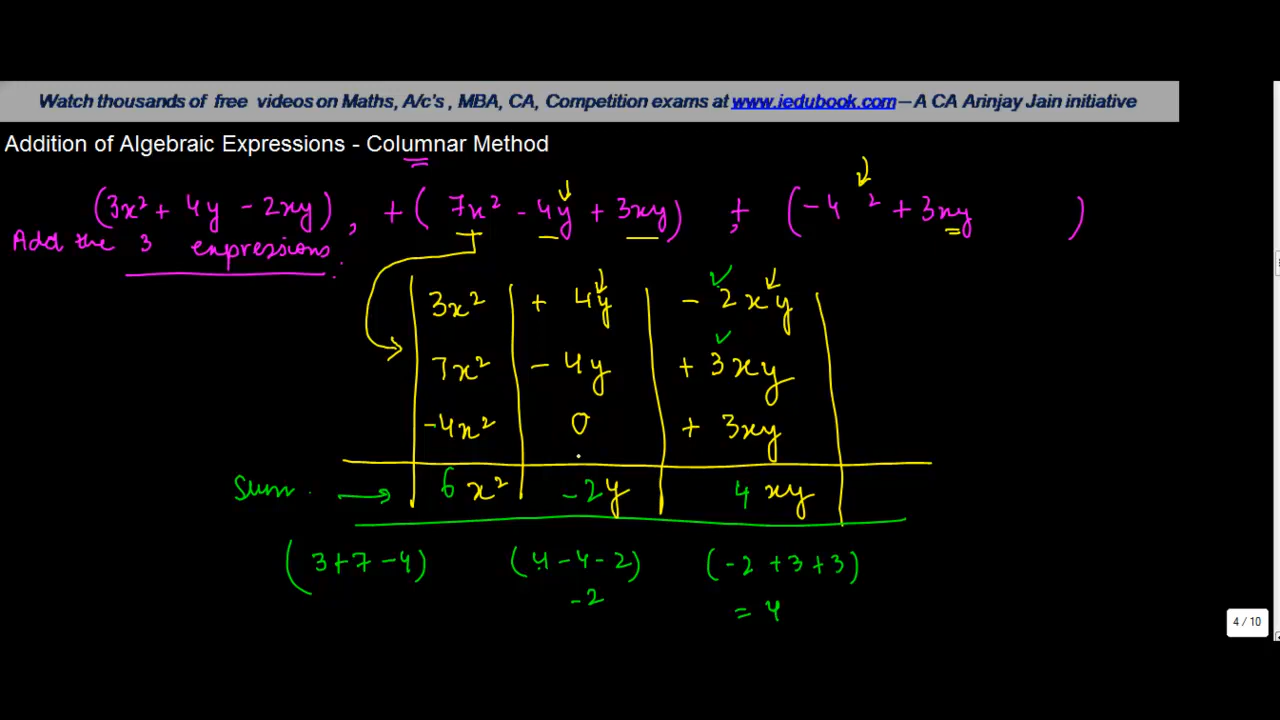 Watch thousands of free videos on Maths, A/c's , MBA, CA, Competition exams at www.iedubook.com—A CA Arinjay Jain initiative
Addition of Algebraic Expressions - Columnar Method
(3x² + 4y - 2xy), + (7x² - 4y + 3xy), + (-4 ² + 3xy )
Add the 3 expressions.
3x² + 4y - 2xy
7x² - 4y + 3xy
-4x² 0 + 3xy
Sum. → 6x² -2y 4xy
(3+7-4) (4-4-2) (-2+3+3)
-2 = 4
4 / 10